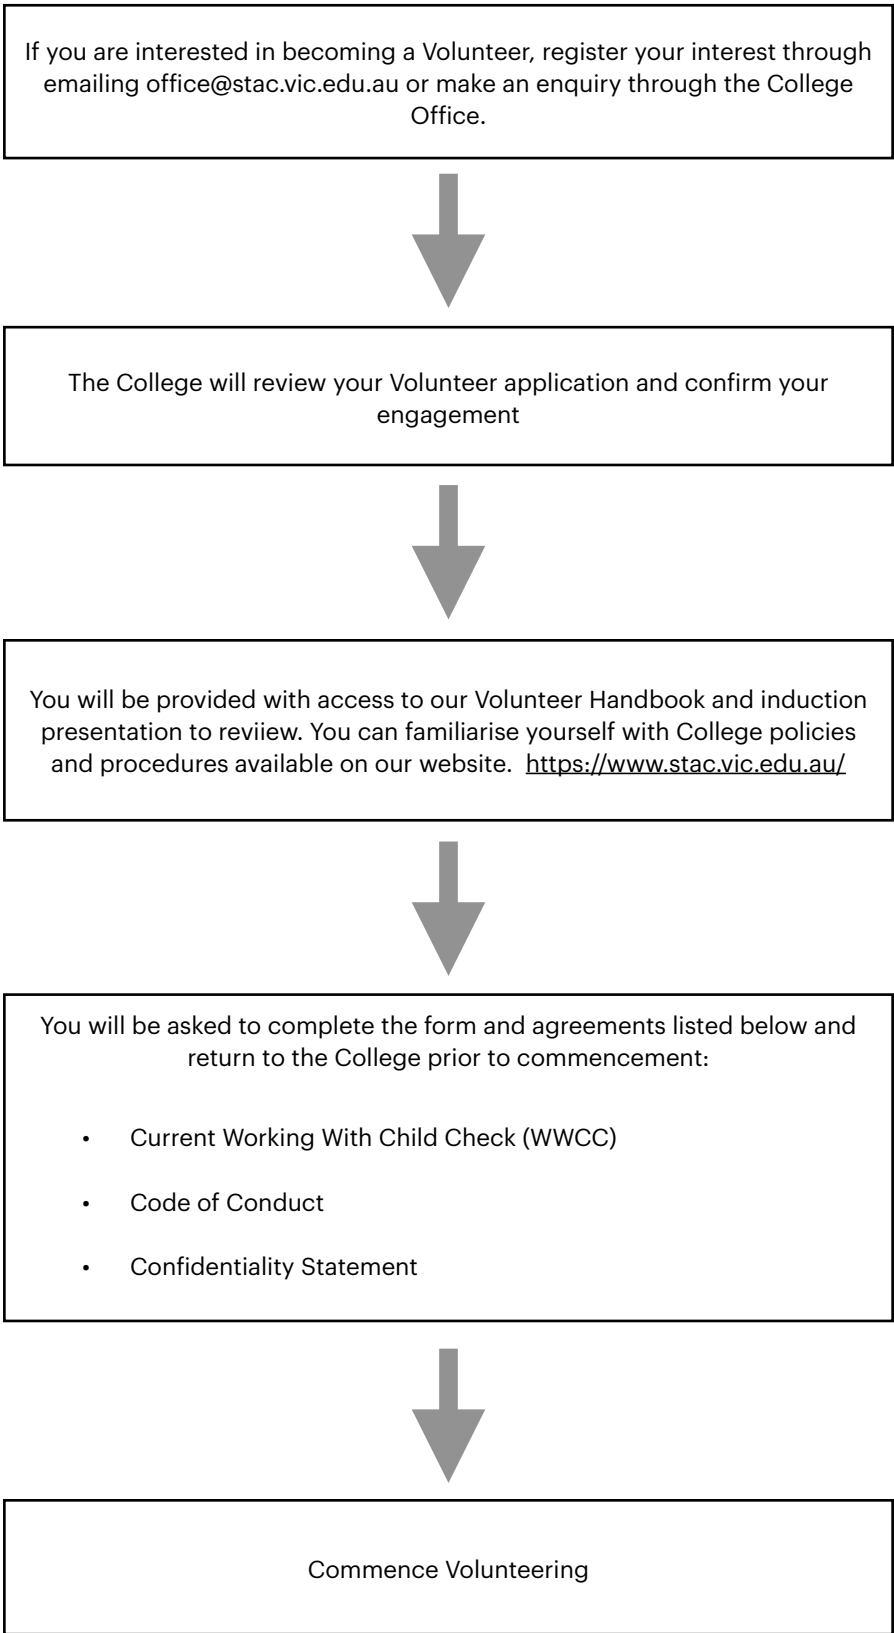 If you are interested in becoming a Volunteer, register your interest through
emailing office@stac.vic.edu.au or make an enquiry through the College
Office.
The College will review your Volunteer application and confirm your
engagement
You will be provided with access to our Volunteer Handbook and induction
presentation to reviiew. You can familiarise yourself with College policies
and procedures available on our website.  https://www.stac.vic.edu.au/
You will be asked to complete the form and agreements listed below and
return to the College prior to commencement:
• Current Working With Child Check (WWCC)
• Code of Conduct
• Confidentiality Statement
Commence Volunteering